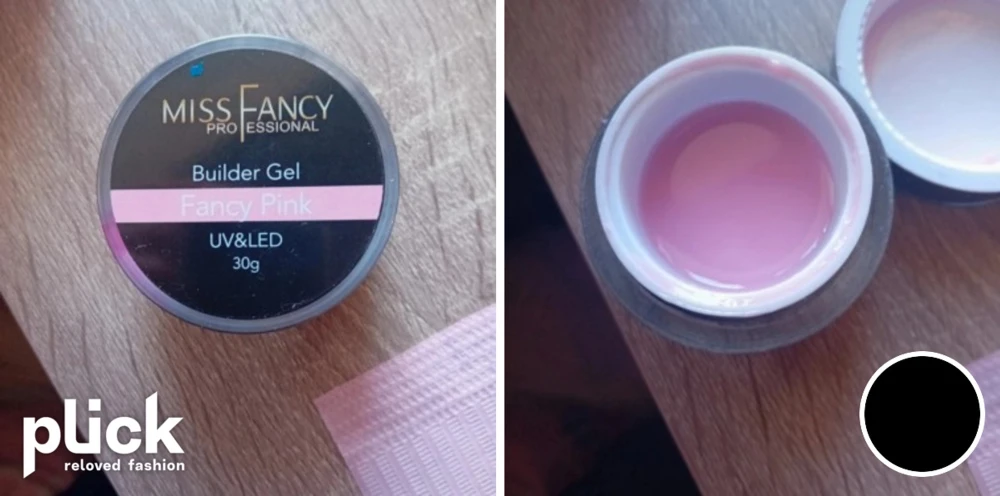 MISS FANCY
PROFESSIONAL
Builder Gel
Fancy Pink
UV&LED
30g
plick
reloved fashion